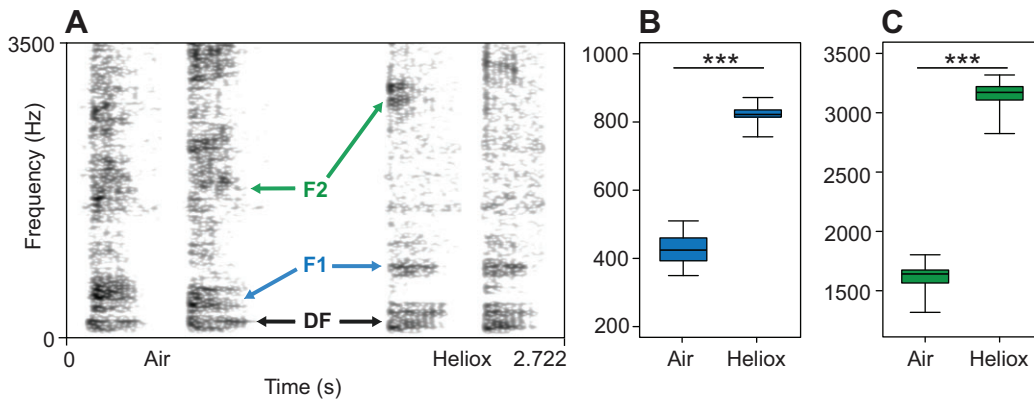 A
3500
Frequency (Hz)
0
F2
F1
DF
0 Air Heliox 2.722
Time (s)
B
1000
800
600
400
200
***
Air Heliox
C
3500
3000
2500
2000
1500
***
Air Heliox